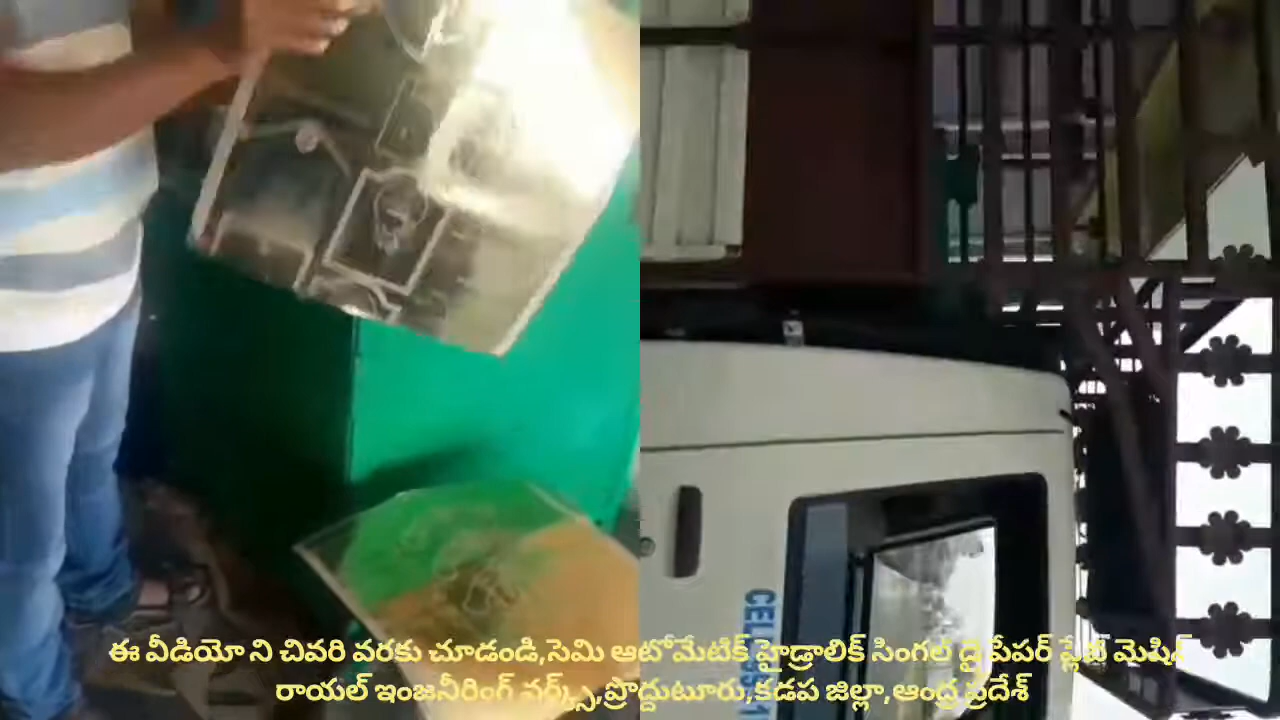 ఈ వీడియో ని చివరి వరకు చూడండి,సెమి ఆటోమేటిక్ హైడ్రాలిక్ సింగల్ డై పేపర్ ప్లేట్ మెషిన్
రాయల్ ఇంజనీరింగ్ వర్క్స్,ప్రొద్దుటూరు,కడప జిల్లా,ఆంధ్ర ప్రదేశ్